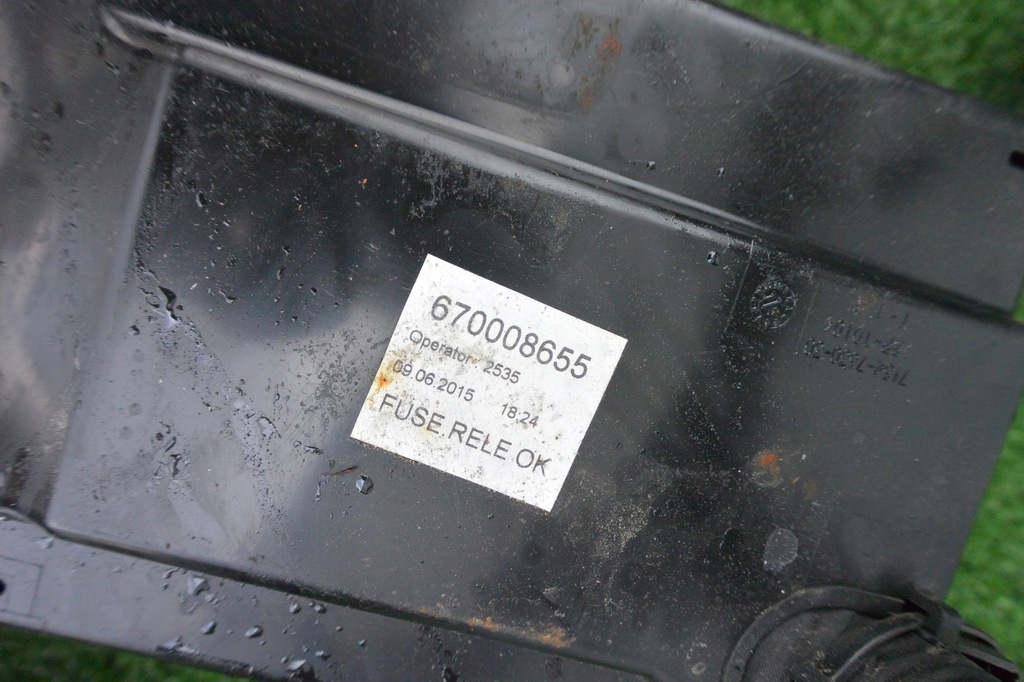 670008655
Operator 2535
09.06.2015 18:24
FUSE RELE OK